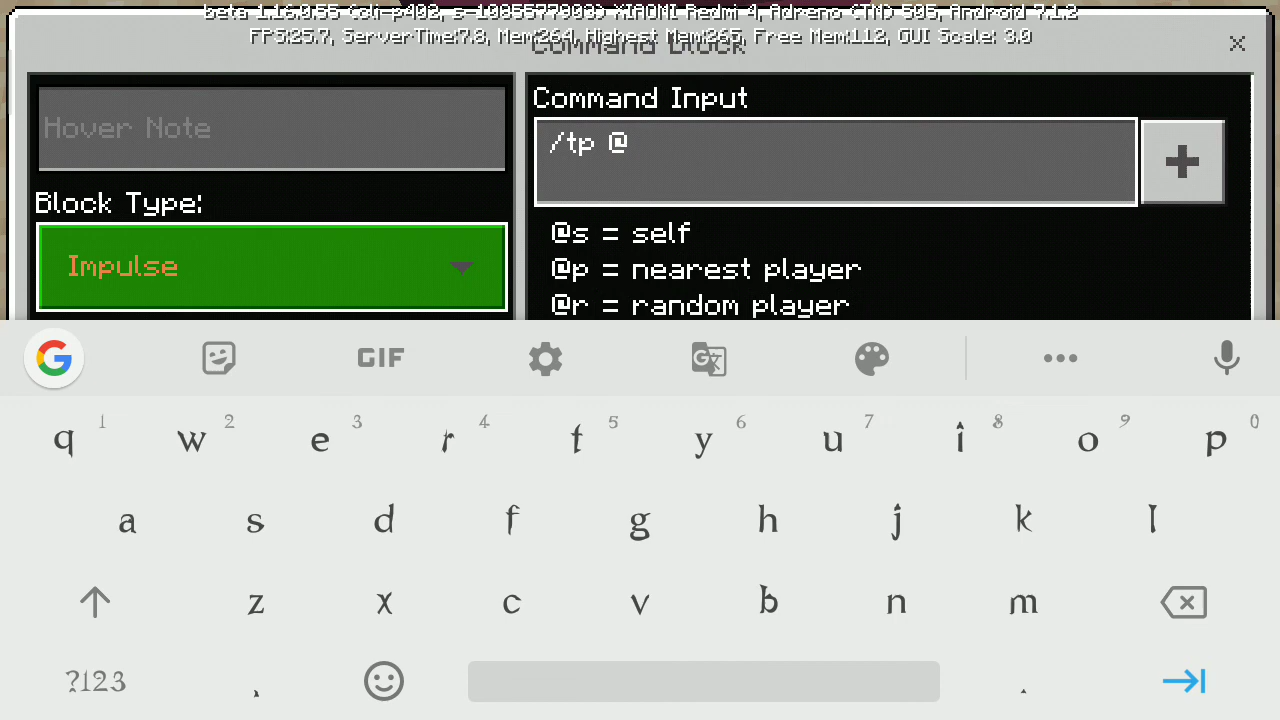 beta 1.16.0.55
XIAOMI Redmi 4, Adreno (TM) 505, Android 7.1.2
FPS:25.7, ServerTime:7.8, Mem:264, Highest Mem:265, Free Mem:112, GUI Scale: 3.0
Command Block
Hover Note
Block Type:
Impulse
Command Input
/tp @
@s = self
@p = nearest player
@r = random player
G GIF G
q 1 w 2 e 3 r 4 t 5 y 6 u 7 i 8 o 9 p 0
a s d f g h j k l
z x c v b n m
?123 , .